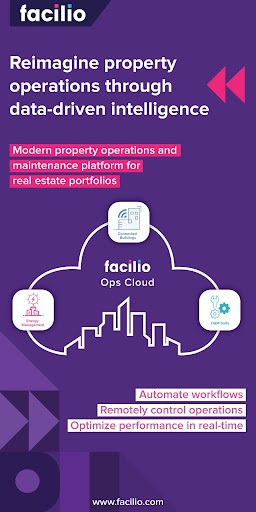 facilio
Reimagine property
operations through
data-driven intelligence
Modern property operations and
maintenance platform for
real estate portfolios
Connected
Buildings
facilio
Ops Cloud
Energy
Management
Automate workflows
Remotely control operations
Optimize performance in real-time
www.facilio.com